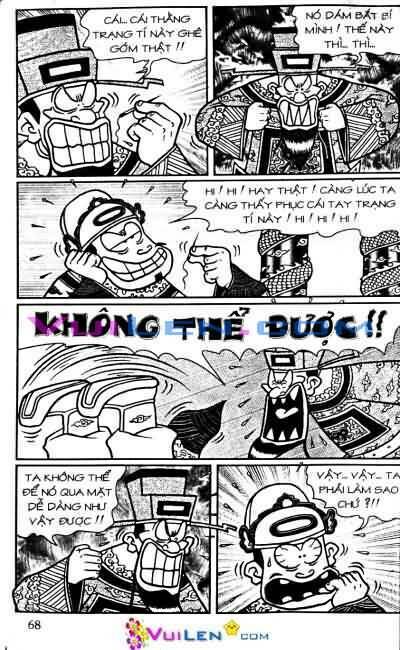 CÁI.. CÁI THẰNG
TRẠNG TÍ NÀY GHÊ
GỚM THẬT !!
NÓ DÁM BẮT BÍ
MÌNH ! THẾ NÀY
THÌ... THÌ...
HI ! HI ! HAY THẬT ! CÀNG LÚC TA
CÀNG THẤY PHỤC CÁI TAY TRẠNG
TÍ NÀY ! HI ! HI ! HI !
KHÔNG THỂ ĐƯỢC !!
VUILEN.COM
TA KHÔNG THỂ
ĐỂ NÓ QUA MẶT
DỄ DÀNG NHƯ
VẬY ĐƯỢC !!
VẬY... VẬY... TA
PHẢI LÀM SAO
CHỨ ?!!
68
VUILEN.COM